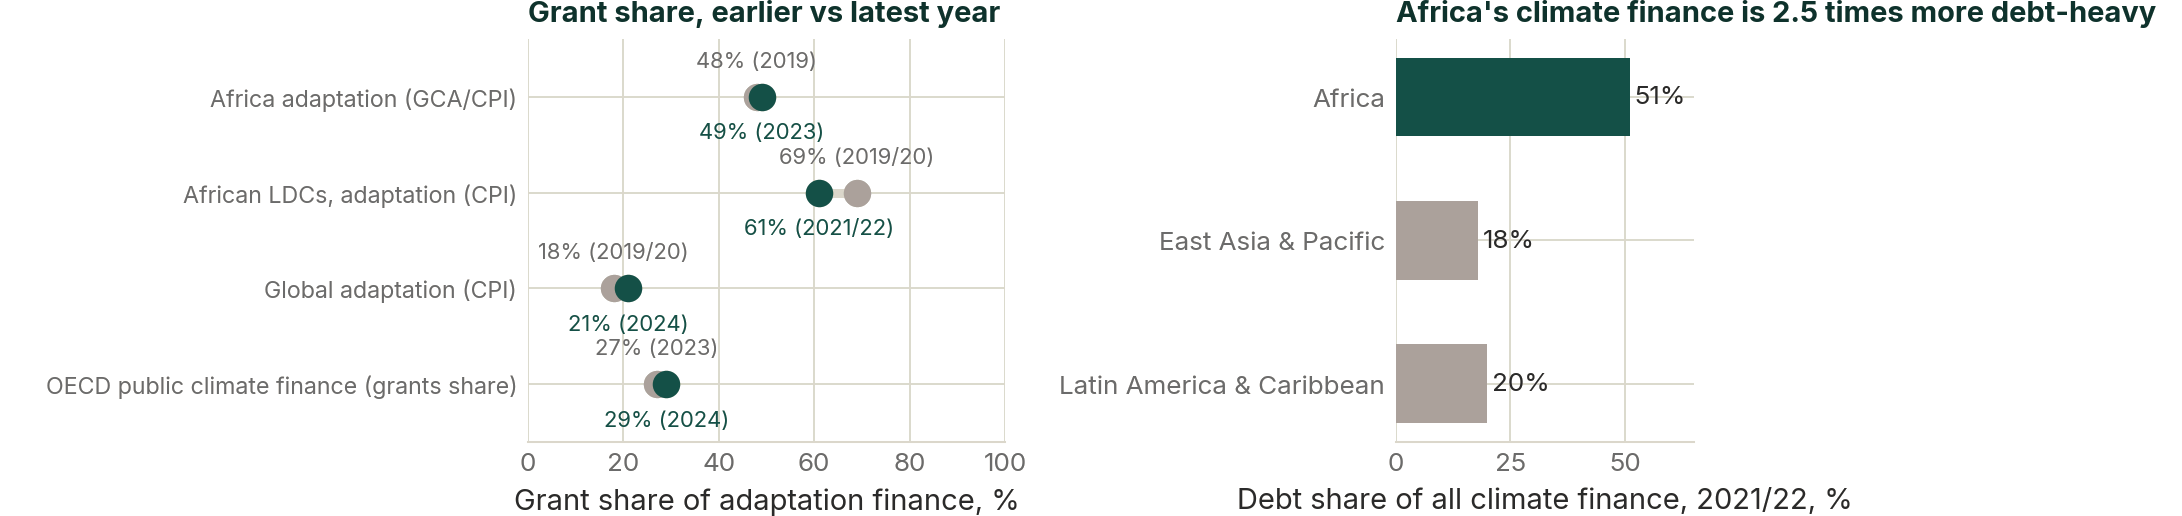 Grant share, earlier vs latest year
48% (2019)
Africa adaptation (GCA/CPI)
49% (2023)
69% (2019/20)
African LDCs, adaptation (CPI)
61% (2021/22)
18% (2019/20)
Global adaptation (CPI)
21% (2024)
27% (2023)
OECD public climate finance (grants share)
29% (2024)
0 20 40 60 80 100
Grant share of adaptation finance, %
Africa's climate finance is 2.5 times more debt-heavy
Africa 51%
East Asia & Pacific 18%
Latin America & Caribbean 20%
0 25 50
Debt share of all climate finance, 2021/22, %